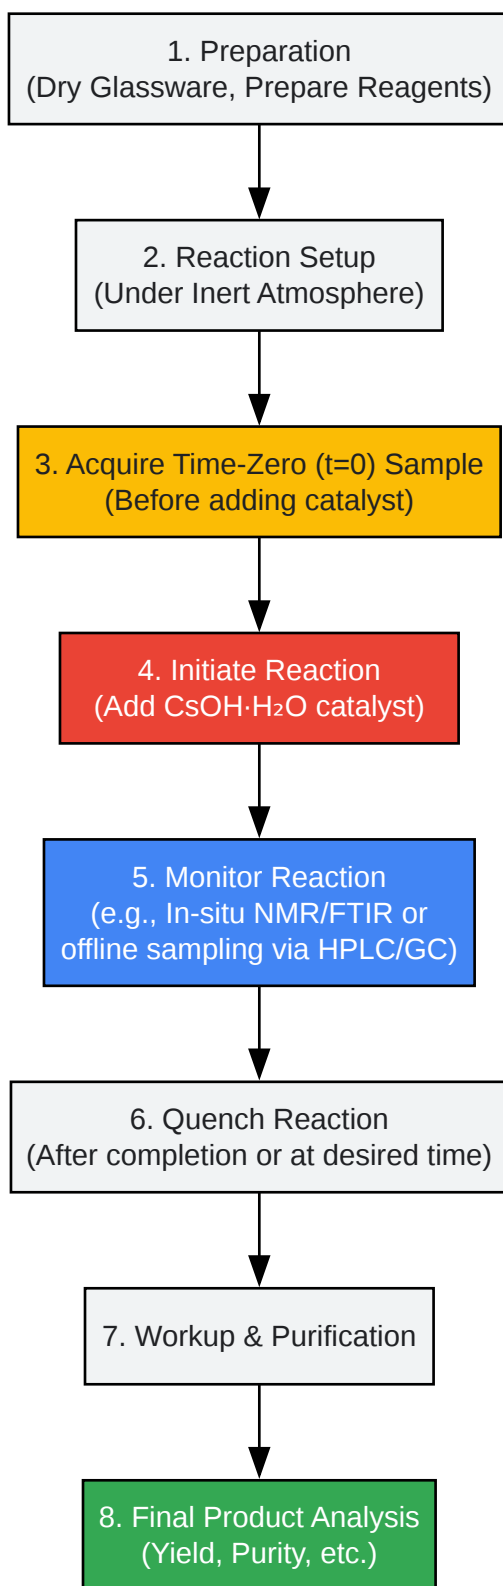 1. Preparation
(Dry Glassware, Prepare Reagents)
2. Reaction Setup
(Under Inert Atmosphere)
3. Acquire Time-Zero (t=0) Sample
(Before adding catalyst)
4. Initiate Reaction
(Add CsOH·H₂O catalyst)
5. Monitor Reaction
(e.g., In-situ NMR/FTIR or
offline sampling via HPLC/GC)
6. Quench Reaction
(After completion or at desired time)
7. Workup & Purification
8. Final Product Analysis
(Yield, Purity, etc.)